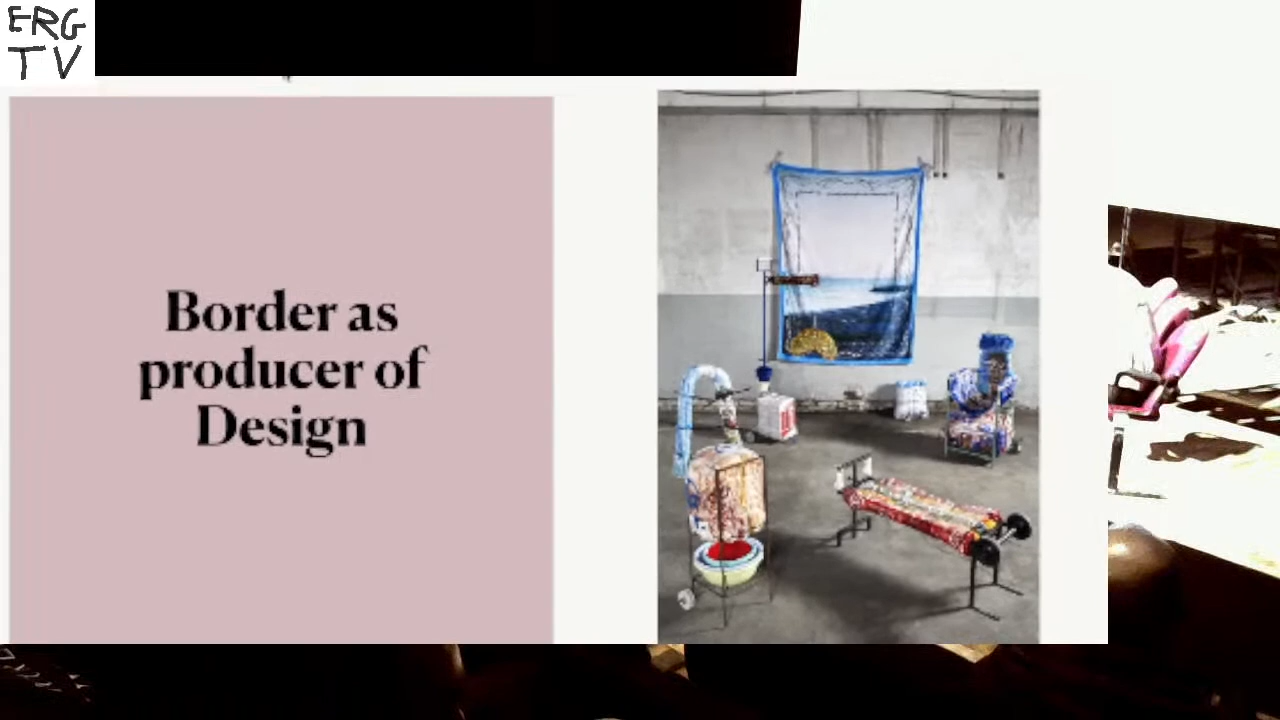 ERG
TV
Border as
producer of
Design